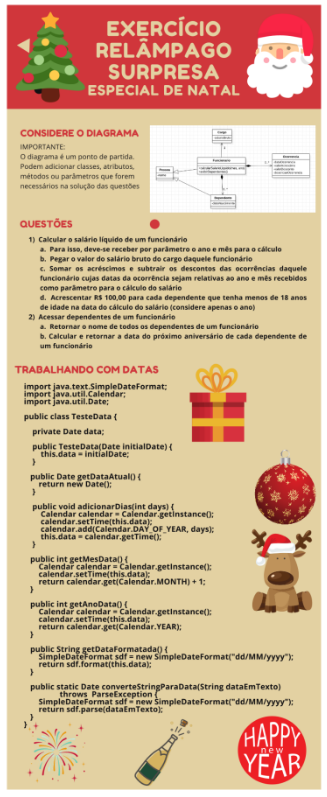 EXERCÍCIO
RELÂMPAGO
SURPRESA
ESPECIAL DE NATAL
CONSIDERE O DIAGRAMA
IMPORTANTE:
O diagrama é um ponto de partida.
Podem adicionar classes, atributos,
métodos ou parâmetros que forem
necessários na solução das questões
Cargo
Funcionario
Pessoa
Dependente
QUESTÕES
1) Calcular o salário líquido de um funcionário
a. Para isso, deve-se receber por parâmetro o ano e mês para o cálculo
b. Pegar o valor do salário bruto do cargo daquele funcionário
c. Somar os acréscimos e subtrair os descontos das ocorrências daquele
funcionário cujas datas da ocorrência sejam relativas ao ano e mês recebidos
como parâmetro para o cálculo do salário
d. Acrescentar R$ 100,00 para cada dependente que tenha menos de 18 anos
de idade na data do cálculo do salário (considere apenas o ano)
2) Acessar dependentes de um funcionário
a. Retornar o nome de todos os dependentes de um funcionário
b. Calcular e retornar a data do próximo aniversário de cada dependente de
um funcionário
TRABALHANDO COM DATAS
import java.text.SimpleDateFormat;
import java.util.Calendar;
import java.util.Date;
public class TesteData {
private Date data;
public TesteData(Date initialDate) {
this.data = initialDate;
}
public Date getDataAtual() {
return new Date();
}
public void adicionarDias(int days) {
Calendar calendar = Calendar.getInstance();
calendar.setTime(this.data);
calendar.add(Calendar.DAY_OF_YEAR, days);
this.data = calendar.getTime();
}
public int getMesData() {
Calendar calendar = Calendar.getInstance();
calendar.setTime(this.data);
return calendar.get(Calendar.MONTH) + 1;
}
public int getAnoData() {
Calendar calendar = Calendar.getInstance();
calendar.setTime(this.data);
return calendar.get(Calendar.YEAR);
}
public String getDataFormatada() {
SimpleDateFormat sdf = new SimpleDateFormat("dd/MM/yyyy");
return sdf.format(this.data);
}
public static Date converteStringParaData(String dataEmTexto)
throws ParseException {
SimpleDateFormat sdf = new SimpleDateFormat("dd/MM/yyyy");
return sdf.parse(dataEmTexto);
}
}
HAPPY
new
YEAR